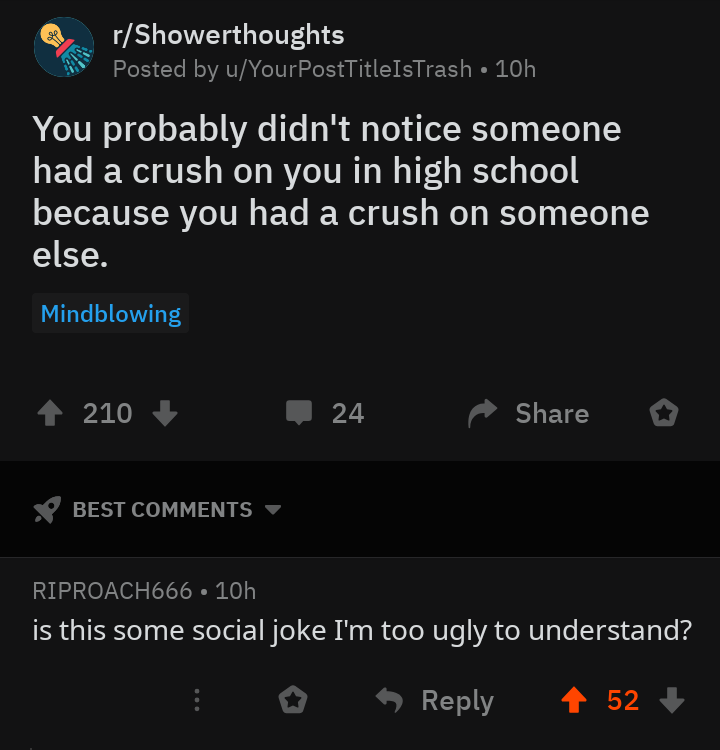 r/Showerthoughts
Posted by u/YourPostTitleIsTrash • 10h
You probably didn't notice someone
had a crush on you in high school
because you had a crush on someone
else.
Mindblowing
210
24
Share
BEST COMMENTS
RIPROACH666 • 10h
is this some social joke I'm too ugly to understand?
Reply
52